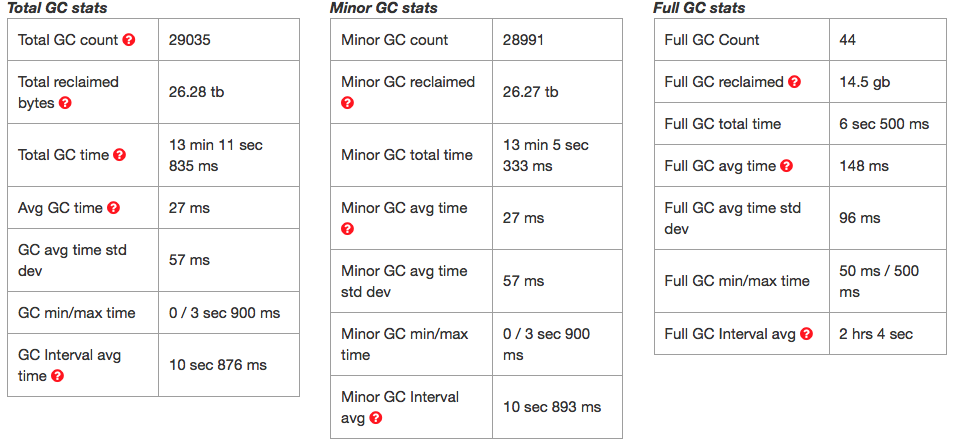 Total GC stats
Total GC count ?
29035
Total reclaimed
bytes ?
26.28 tb
Total GC time ?
13 min 11 sec
835 ms
Avg GC time ?
27 ms
GC avg time std
dev
57 ms
GC min/max time
0 / 3 sec 900 ms
GC Interval avg
time ?
10 sec 876 ms
Minor GC stats
Minor GC count
28991
Minor GC reclaimed
?
26.27 tb
Minor GC total time
13 min 5 sec
333 ms
Minor GC avg time
?
27 ms
Minor GC avg time
std dev
57 ms
Minor GC min/max
time
0 / 3 sec 900
ms
Minor GC Interval
avg ?
10 sec 893 ms
Full GC stats
Full GC Count
44
Full GC reclaimed ?
14.5 gb
Full GC total time
6 sec 500 ms
Full GC avg time ?
148 ms
Full GC avg time std
dev
96 ms
Full GC min/max time
50 ms / 500
ms
Full GC Interval avg ?
2 hrs 4 sec